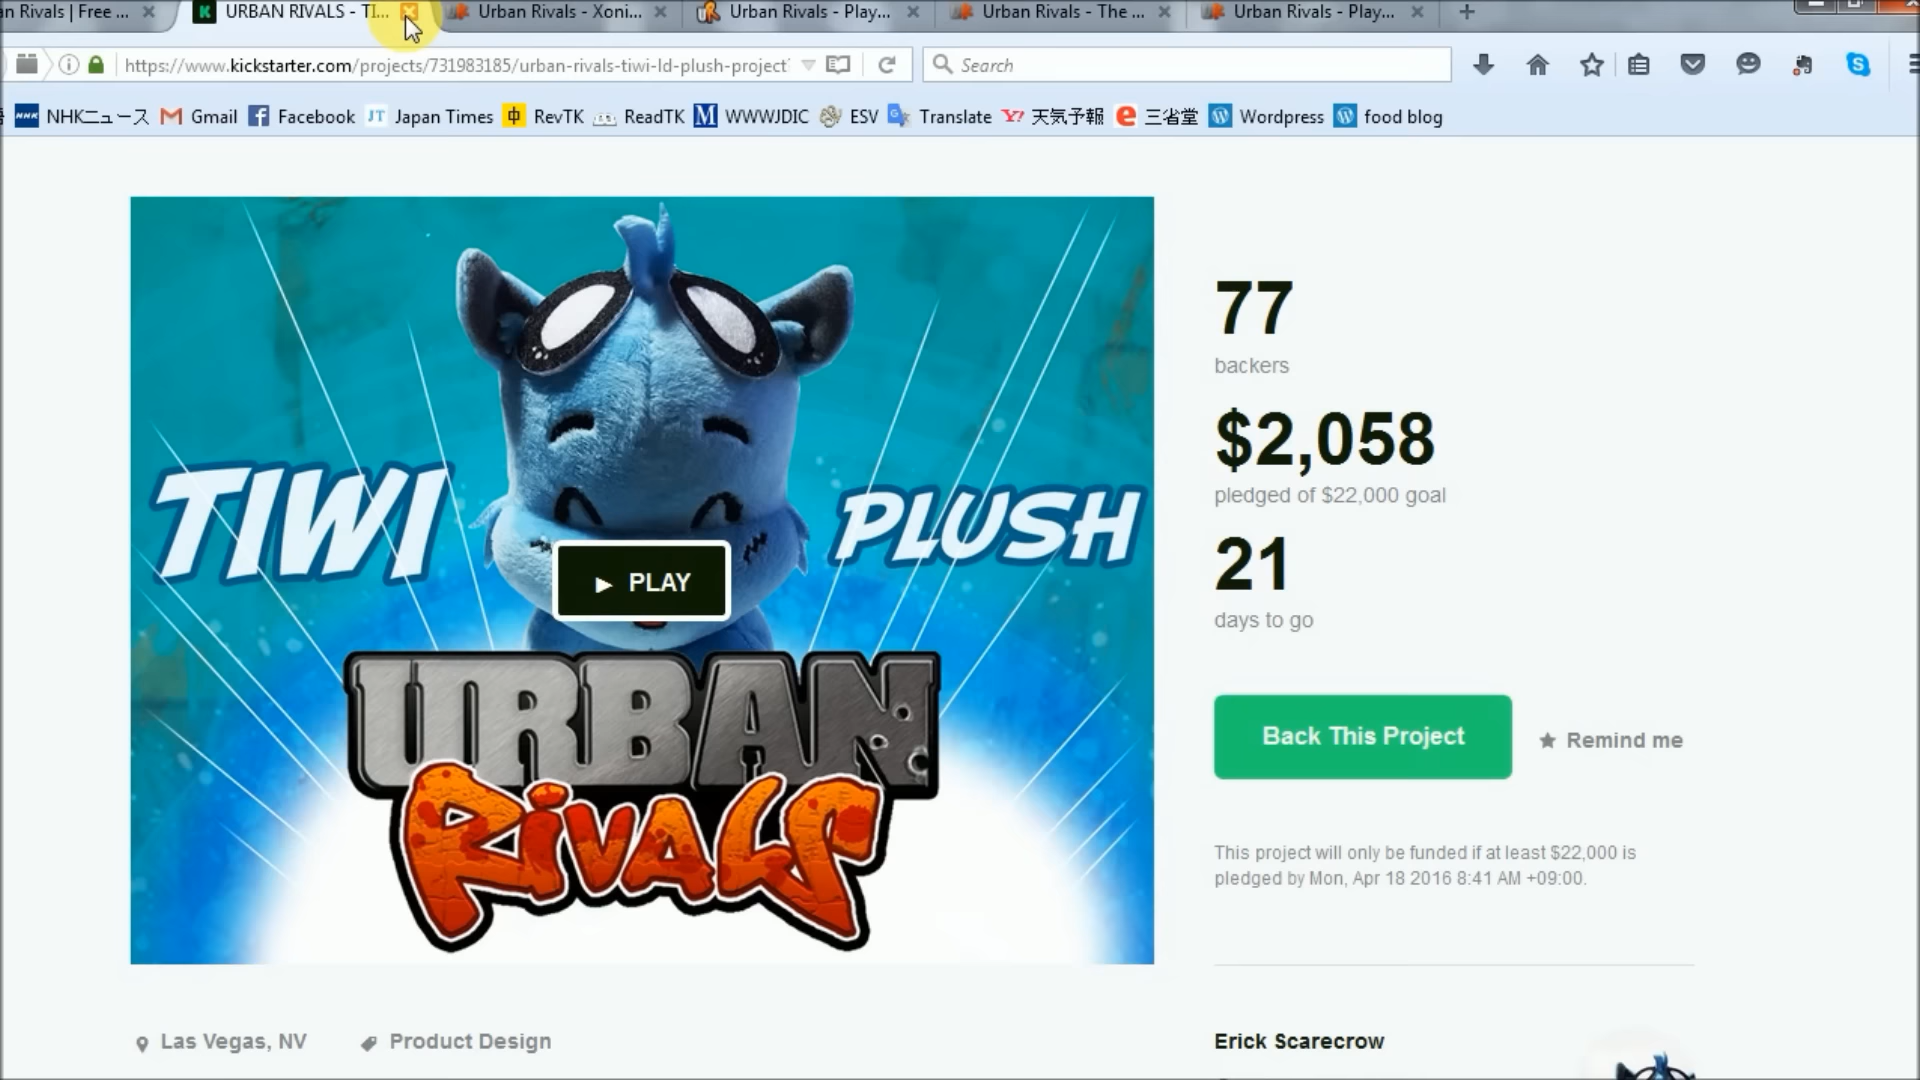 an Rivals | Free ...
URBAN RIVALS - TI...
Urban Rivals - Xoni...
Urban Rivals - Play...
Urban Rivals - The ...
Urban Rivals - Play...
https://www.kickstarter.com/projects/731983185/urban-rivals-tiwi-ld-plush-project
Search
NHKニュース
Gmail
Facebook
JT Japan Times
中 RevTK
ReadTK
M WWWJDIC
ESV
Translate
Y! 天気予報
e 三省堂
Wordpress
food blog
TIWI
PLUSH
PLAY
URBAN
RIVALS
77
backers
$2,058
pledged of $22,000 goal
21
days to go
Back This Project
Remind me
This project will only be funded if at least $22,000 is
pledged by Mon, Apr 18 2016 8:41 AM +09:00.
Las Vegas, NV
Product Design
Erick Scarecrow